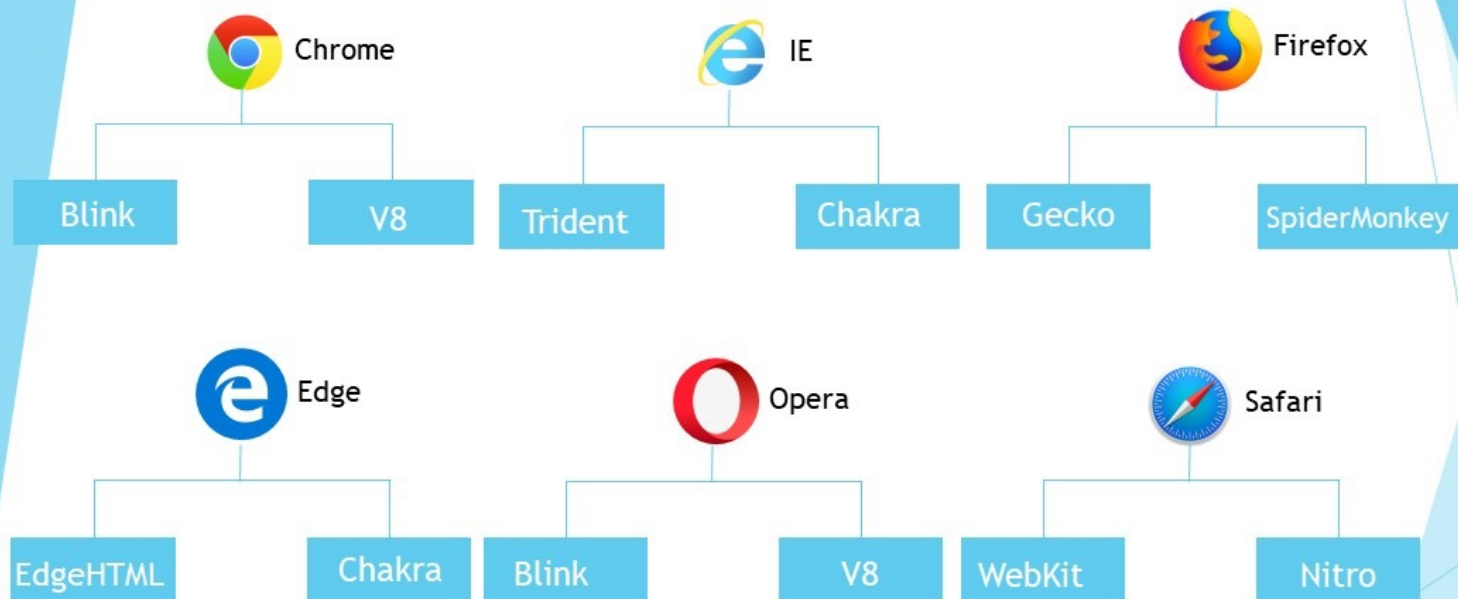 Chrome
IE
Firefox
Blink
V8
Trident
Chakra
Gecko
SpiderMonkey
Edge
Opera
Safari
EdgeHTML
Chakra
Blink
V8
WebKit
Nitro